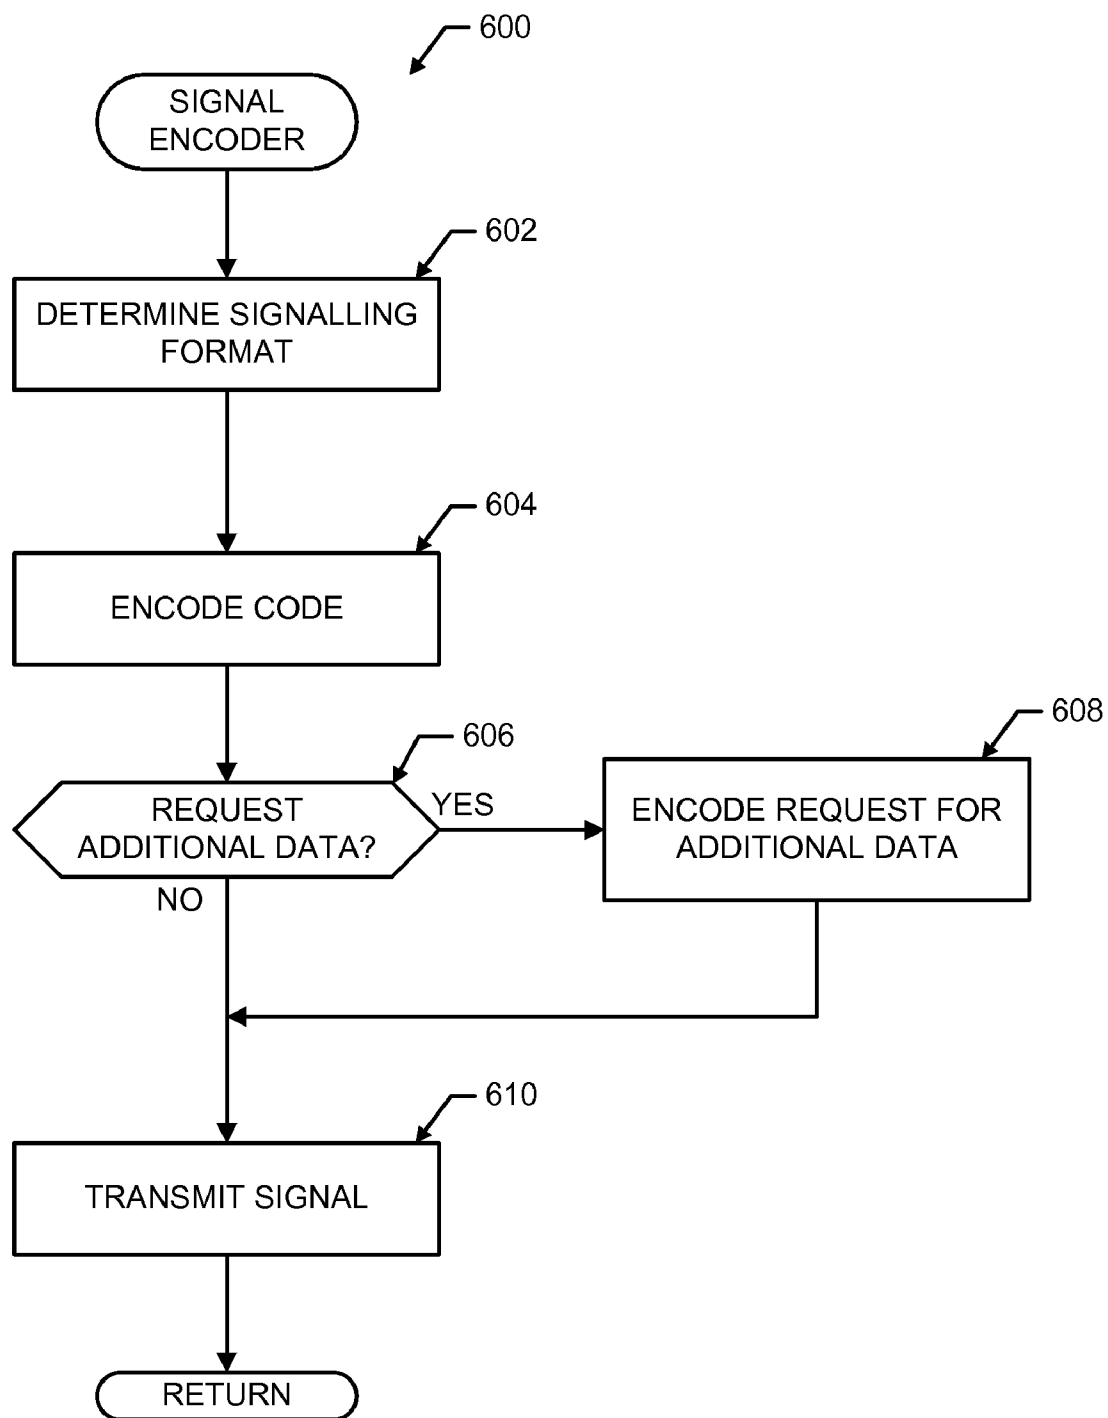 600
SIGNAL
ENCODER
602
DETERMINE SIGNALLING
FORMAT
604
ENCODE CODE
606
608
REQUEST
ADDITIONAL DATA?
YES
ENCODE REQUEST FOR
ADDITIONAL DATA
NO
610
TRANSMIT SIGNAL
RETURN